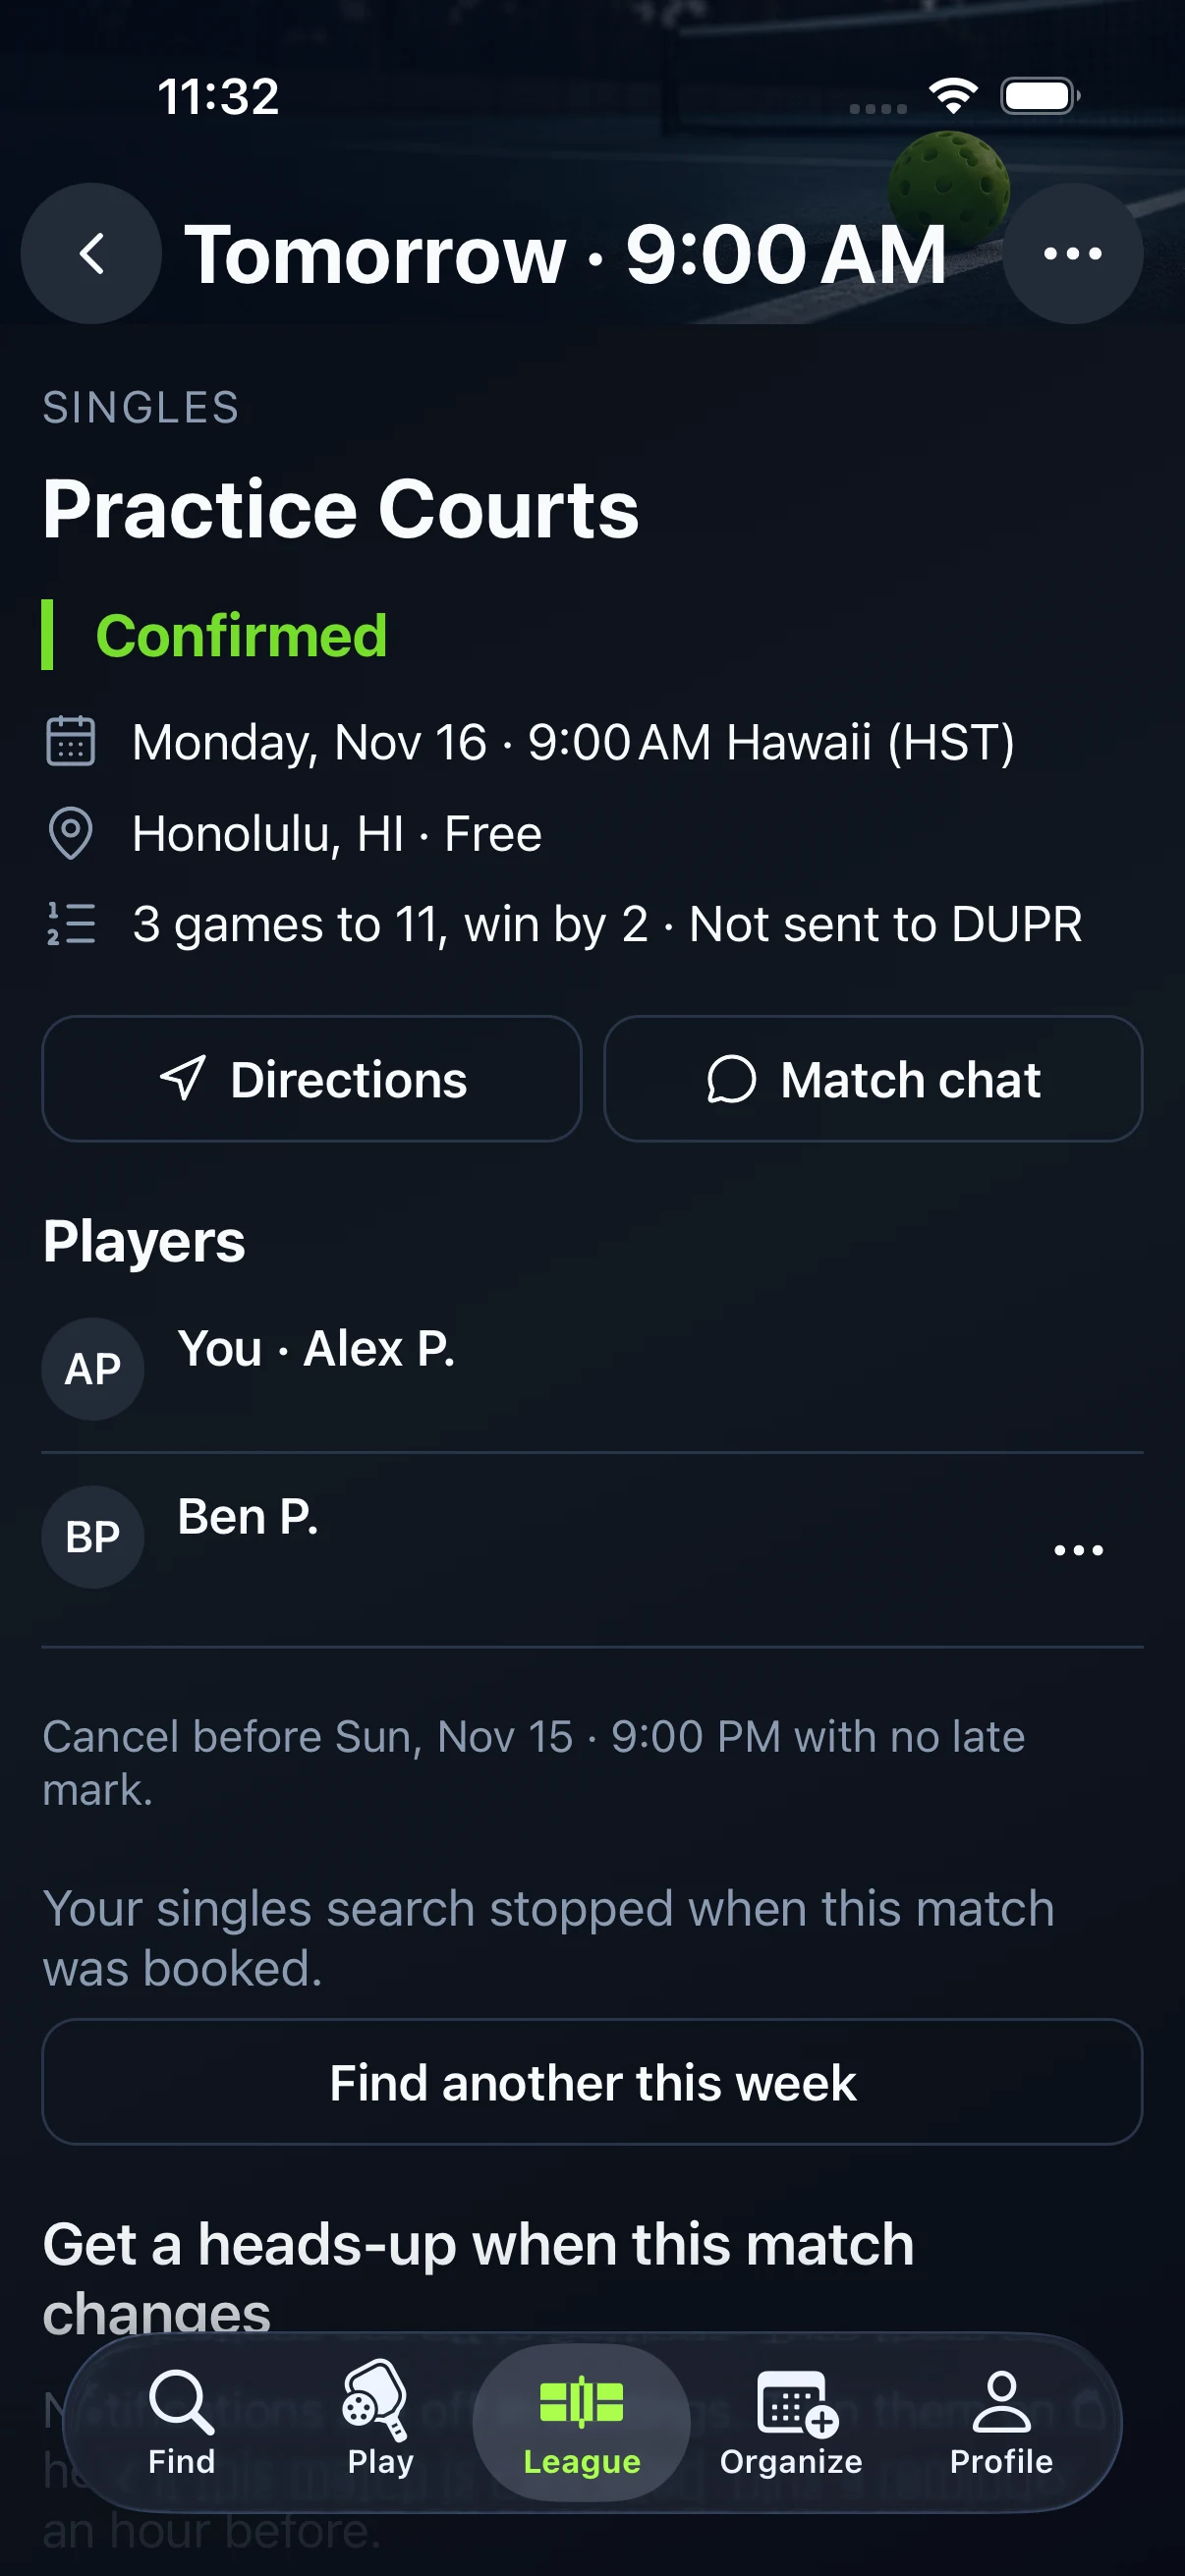 11:32
Tomorrow · 9:00 AM
SINGLES
Practice Courts
Confirmed
Monday, Nov 16 · 9:00 AM Hawaii (HST)
Honolulu, HI · Free
3 games to 11, win by 2 · Not sent to DUPR
Directions
Match chat
Players
AP
You · Alex P.
BP
Ben P.
Cancel before Sun, Nov 15 · 9:00 PM with no late
mark.
Your singles search stopped when this match
was booked.
Find another this week
Get a heads-up when this match
changes
an hour before.
Find
Play
League
Organize
Profile